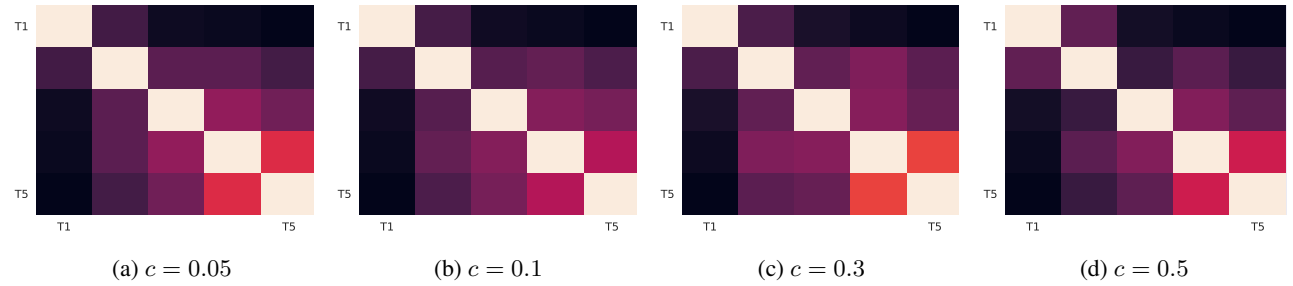 T1 T1 T1 T1
T5 T5 T5 T5
T1 T5 T1 T5 T1 T5 T1 T5
(a) c = 0.05 (b) c = 0.1 (c) c = 0.3 (d) c = 0.5